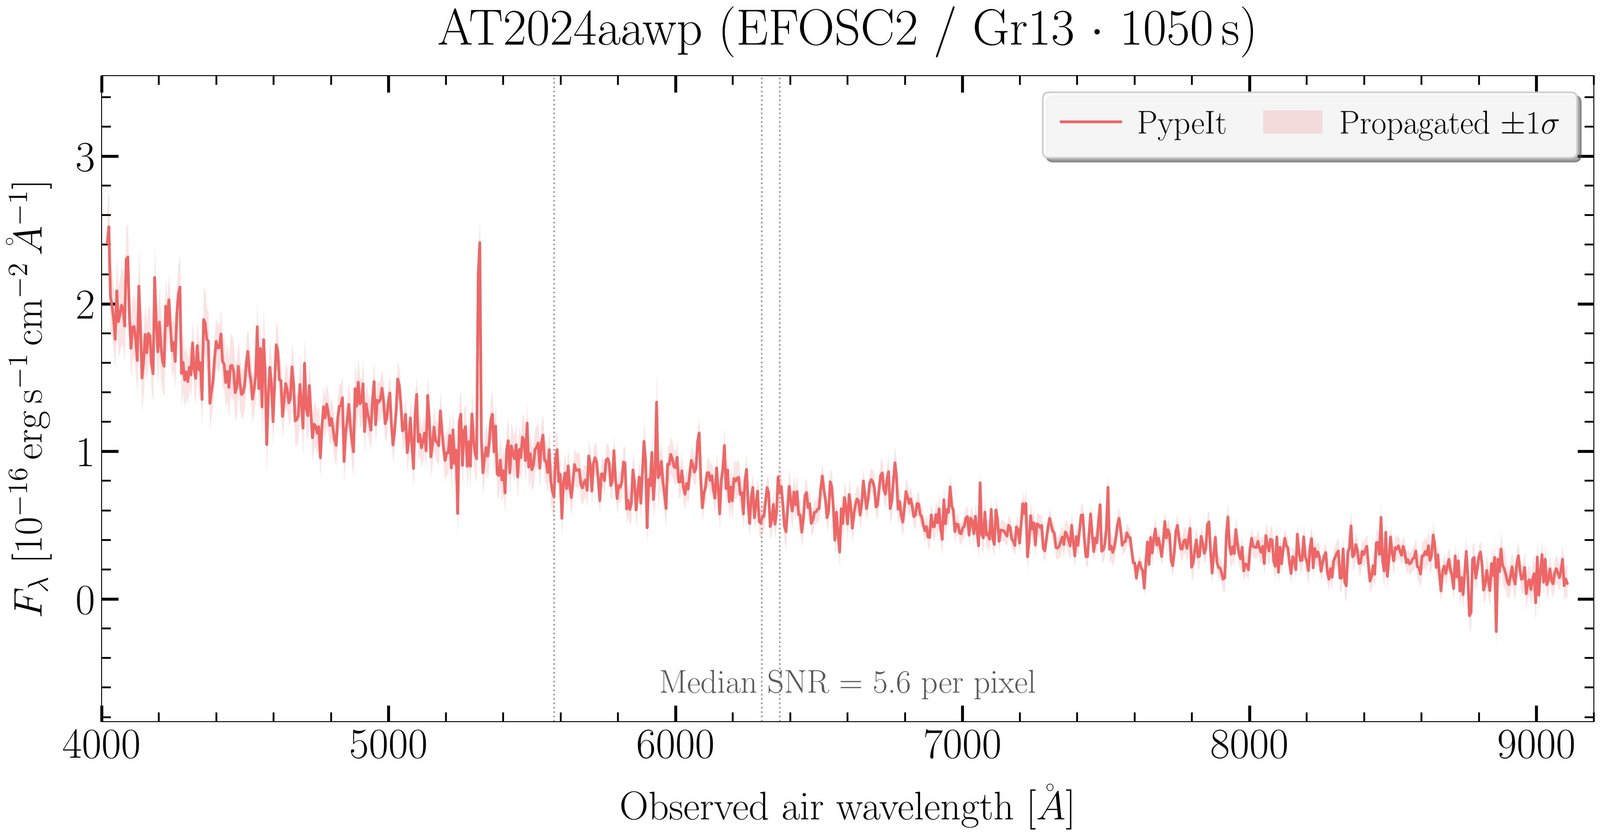 AT2024aawp (EFOSC2 / Gr13 · 1050 s)
PypeIt
Propagated ±1σ
3
2
1
0
F_λ [10⁻¹⁶ erg s⁻¹ cm⁻² Å⁻¹]
Median SNR = 5.6 per pixel
4000 5000 6000 7000 8000 9000
Observed air wavelength [Å]